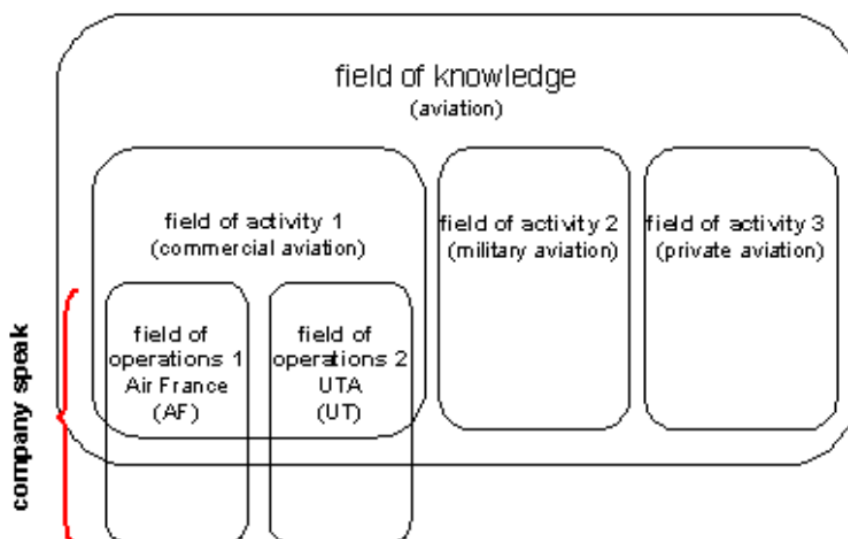 field of knowledge
(aviation)
field of activity 1
(commercial aviation)
field of activity 2
(military aviation)
field of activity 3
(private aviation)
field of
operations 1
Air France
(AF)
field of
operations 2
UTA
(UT)
company speak